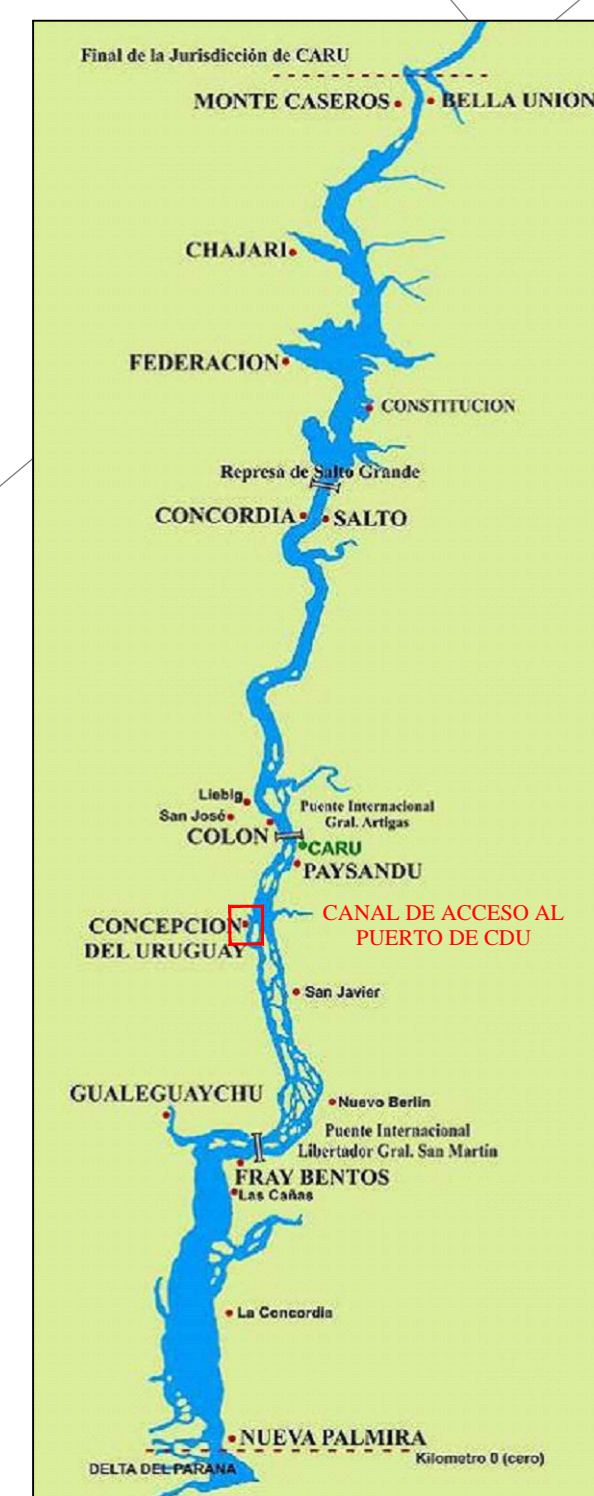 Final de la Jurisdicción de CARU
MONTE CASEROS
BELLA UNION
CHAJARI
FEDERACION
CONSTITUCION
Represa de Salto Grande
CONCORDIA
SALTO
Liebig
San José
Puente Internacional
Gral. Artigas
COLON
CARU
PAYSANDU
CONCEPCION
DEL URUGUAY
CANAL DE ACCESO AL
PUERTO DE CDU
San Javier
GUALEGUAYCHU
Nuevo Berlin
Puente Internacional
Libertador Gral. San Martín
FRAY BENTOS
Las Cañas
La Concordia
NUEVA PALMIRA
Kilometro 0 (cero)
DELTA DEL PARANA